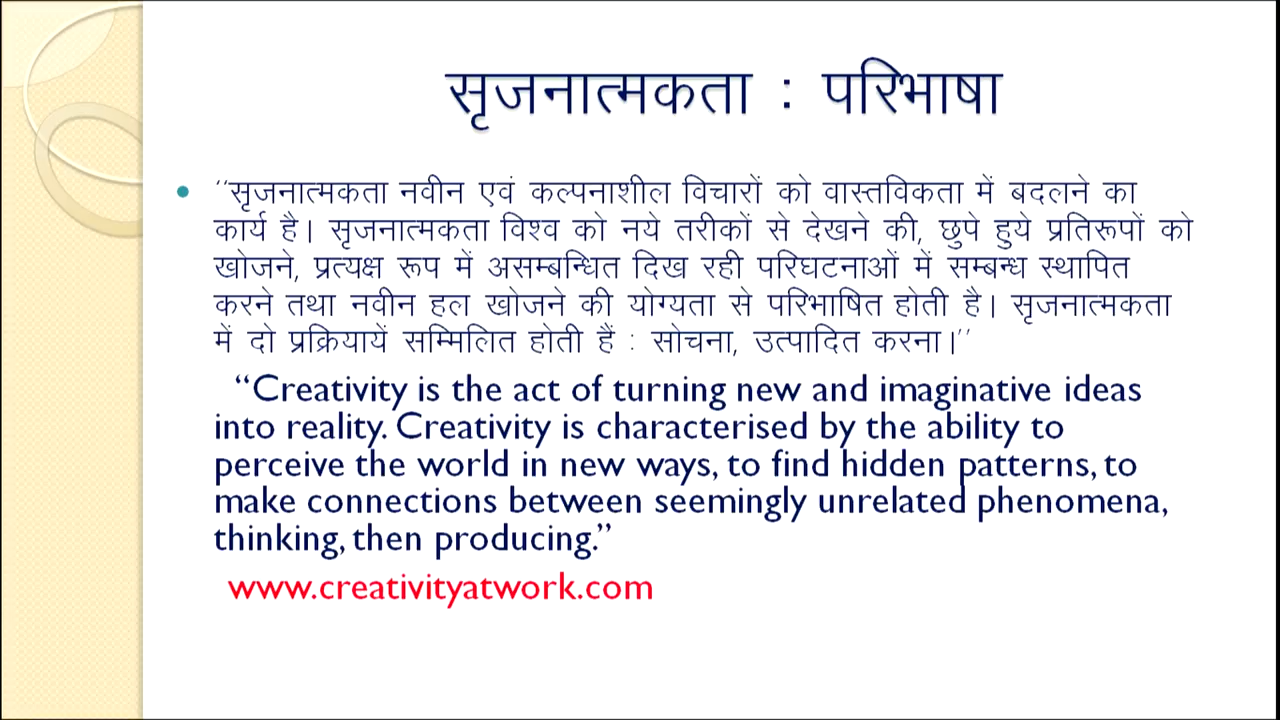 सृजनात्मकता : परिभाषा
''सृजनात्मकता नवीन एवं कल्पनाशील विचारों को वास्तविकता में बदलने का
कार्य है। सृजनात्मकता विश्व को नये तरीकों से देखने की, छुपे हुये प्रतिरूपों को
खोजने, प्रत्यक्ष रूप में असम्बन्धित दिख रही परिघटनाओं में सम्बन्ध स्थापित
करने तथा नवीन हल खोजने की योग्यता से परिभाषित होती है। सृजनात्मकता
में दो प्रक्रियायें सम्मिलित होती हैं : सोचना, उत्पादित करना।''
“Creativity is the act of turning new and imaginative ideas
into reality. Creativity is characterised by the ability to
perceive the world in new ways, to find hidden patterns, to
make connections between seemingly unrelated phenomena,
thinking, then producing.”
www.creativityatwork.com